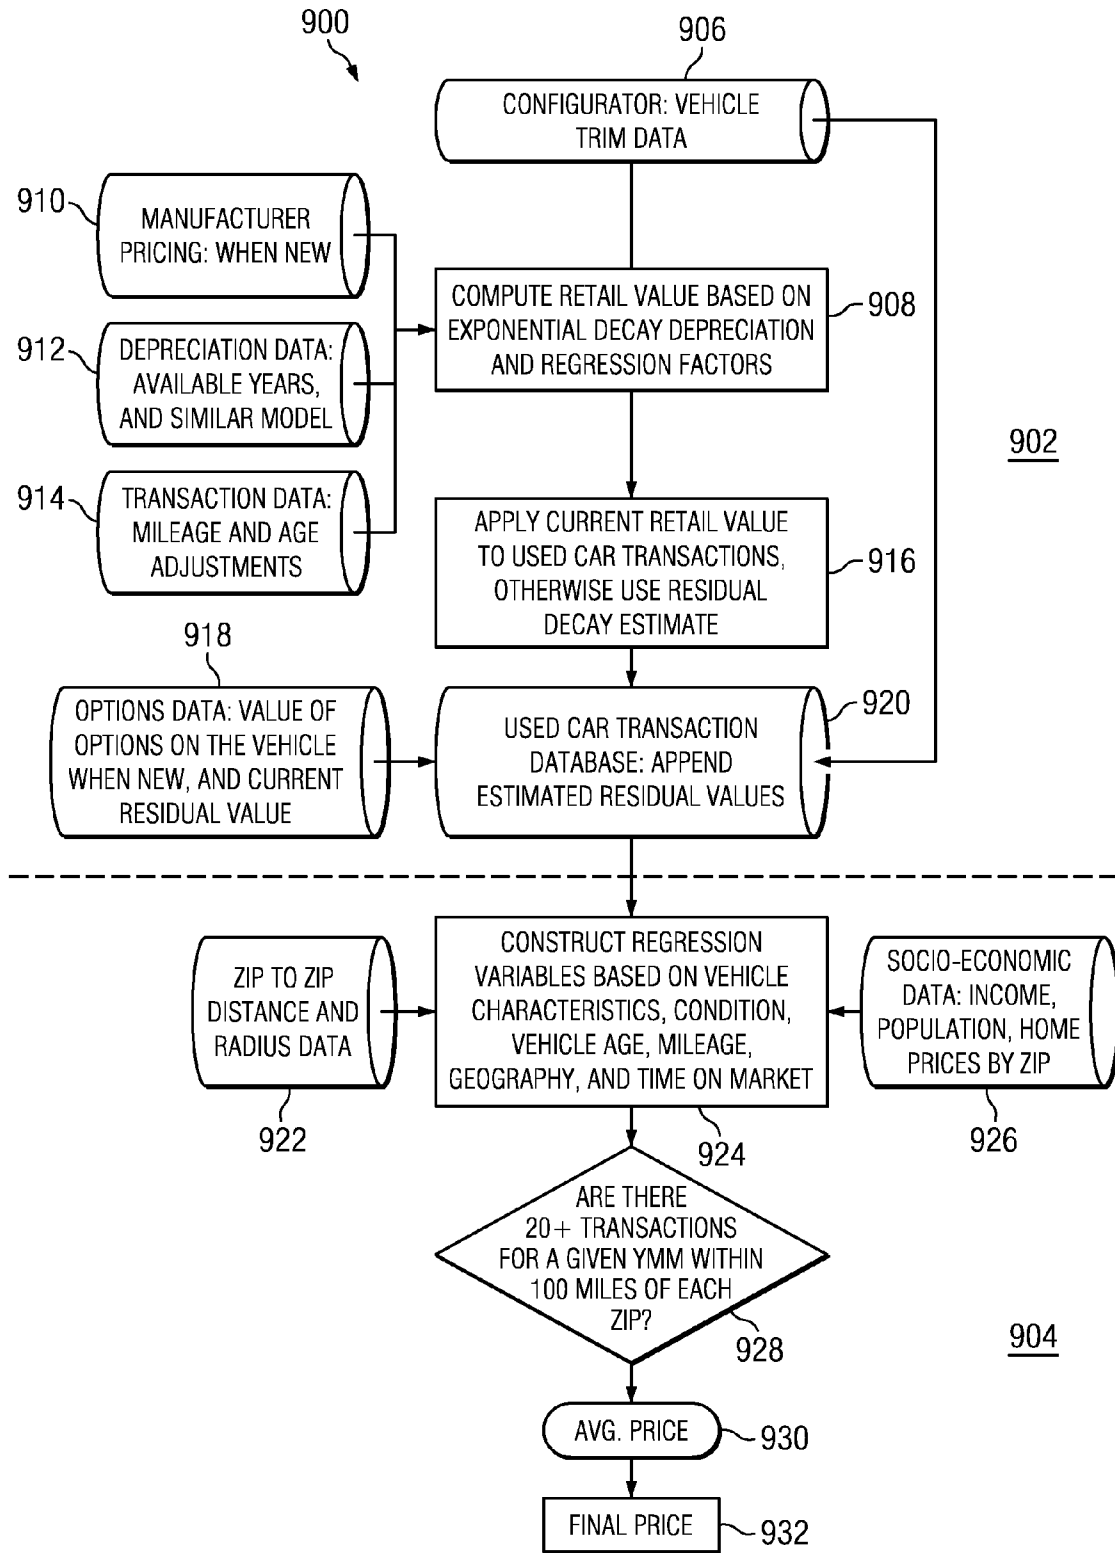 900
906
CONFIGURATOR: VEHICLE
TRIM DATA
910
MANUFACTURER
PRICING: WHEN NEW
COMPUTE RETAIL VALUE BASED ON
EXPONENTIAL DECAY DEPRECIATION
AND REGRESSION FACTORS
908
912
DEPRECIATION DATA:
AVAILABLE YEARS,
AND SIMILAR MODEL
902
914
TRANSACTION DATA:
MILEAGE AND AGE
ADJUSTMENTS
APPLY CURRENT RETAIL VALUE
TO USED CAR TRANSACTIONS,
OTHERWISE USE RESIDUAL
DECAY ESTIMATE
916
918
OPTIONS DATA: VALUE OF
OPTIONS ON THE VEHICLE
WHEN NEW, AND CURRENT
RESIDUAL VALUE
USED CAR TRANSACTION
DATABASE: APPEND
ESTIMATED RESIDUAL VALUES
920
ZIP TO ZIP
DISTANCE AND
RADIUS DATA
922
CONSTRUCT REGRESSION
VARIABLES BASED ON VEHICLE
CHARACTERISTICS, CONDITION,
VEHICLE AGE, MILEAGE,
GEOGRAPHY, AND TIME ON MARKET
924
SOCIO-ECONOMIC
DATA: INCOME,
POPULATION, HOME
PRICES BY ZIP
926
ARE THERE
20+ TRANSACTIONS
FOR A GIVEN YMM WITHIN
100 MILES OF EACH
ZIP?
928
904
AVG. PRICE
930
FINAL PRICE
932